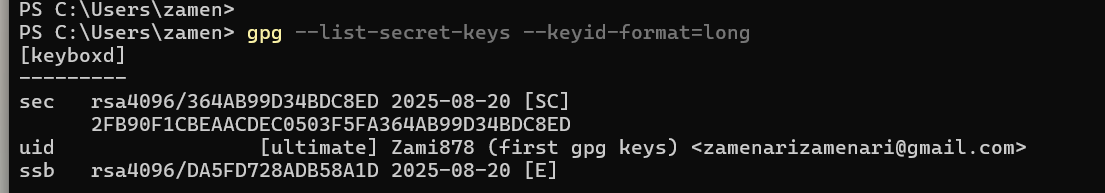 PS C:\Users\zamen>
PS C:\Users\zamen> gpg --list-secret-keys --keyid-format=long
[keyboxd]
---------
sec   rsa4096/364AB99D34BDC8ED 2025-08-20 [SC]
      2FB90F1CBEAACDEC0503F5FA364AB99D34BDC8ED
uid                 [ultimate] Zami878 (first gpg keys) <zamenarizamenari@gmail.com>
ssb   rsa4096/DA5FD728ADB58A1D 2025-08-20 [E]